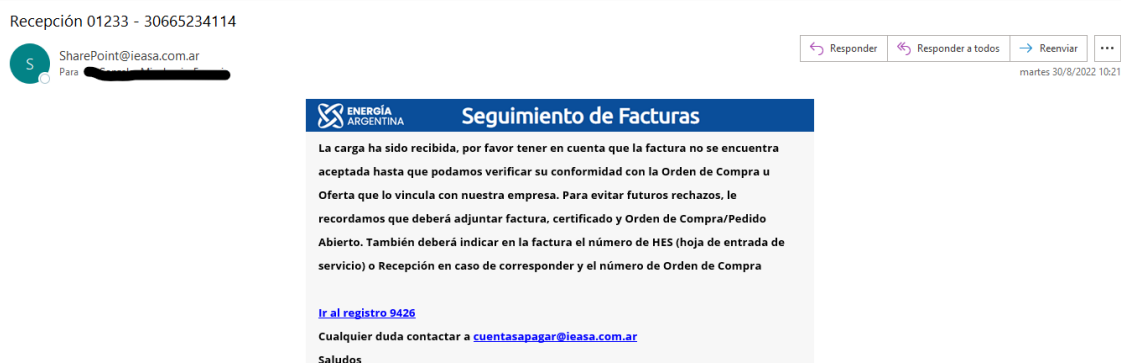 Recepción 01233 - 30665234114
S
SharePoint@ieasa.com.ar
Para
Responder
Responder a todos
Reenviar
martes 30/8/2022 10:21
ENERGÍA
ARGENTINA
Seguimiento de Facturas
La carga ha sido recibida, por favor tener en cuenta que la factura no se encuentra
aceptada hasta que podamos verificar su conformidad con la Orden de Compra u
Oferta que lo vincula con nuestra empresa. Para evitar futuros rechazos, le
recordamos que deberá adjuntar factura, certificado y Orden de Compra/Pedido
Abierto. También deberá indicar en la factura el número de HES (hoja de entrada de
servicio) o Recepción en caso de corresponder y el número de Orden de Compra
Ir al registro 9426
Cualquier duda contactar a cuentasapagar@ieasa.com.ar
Saludos